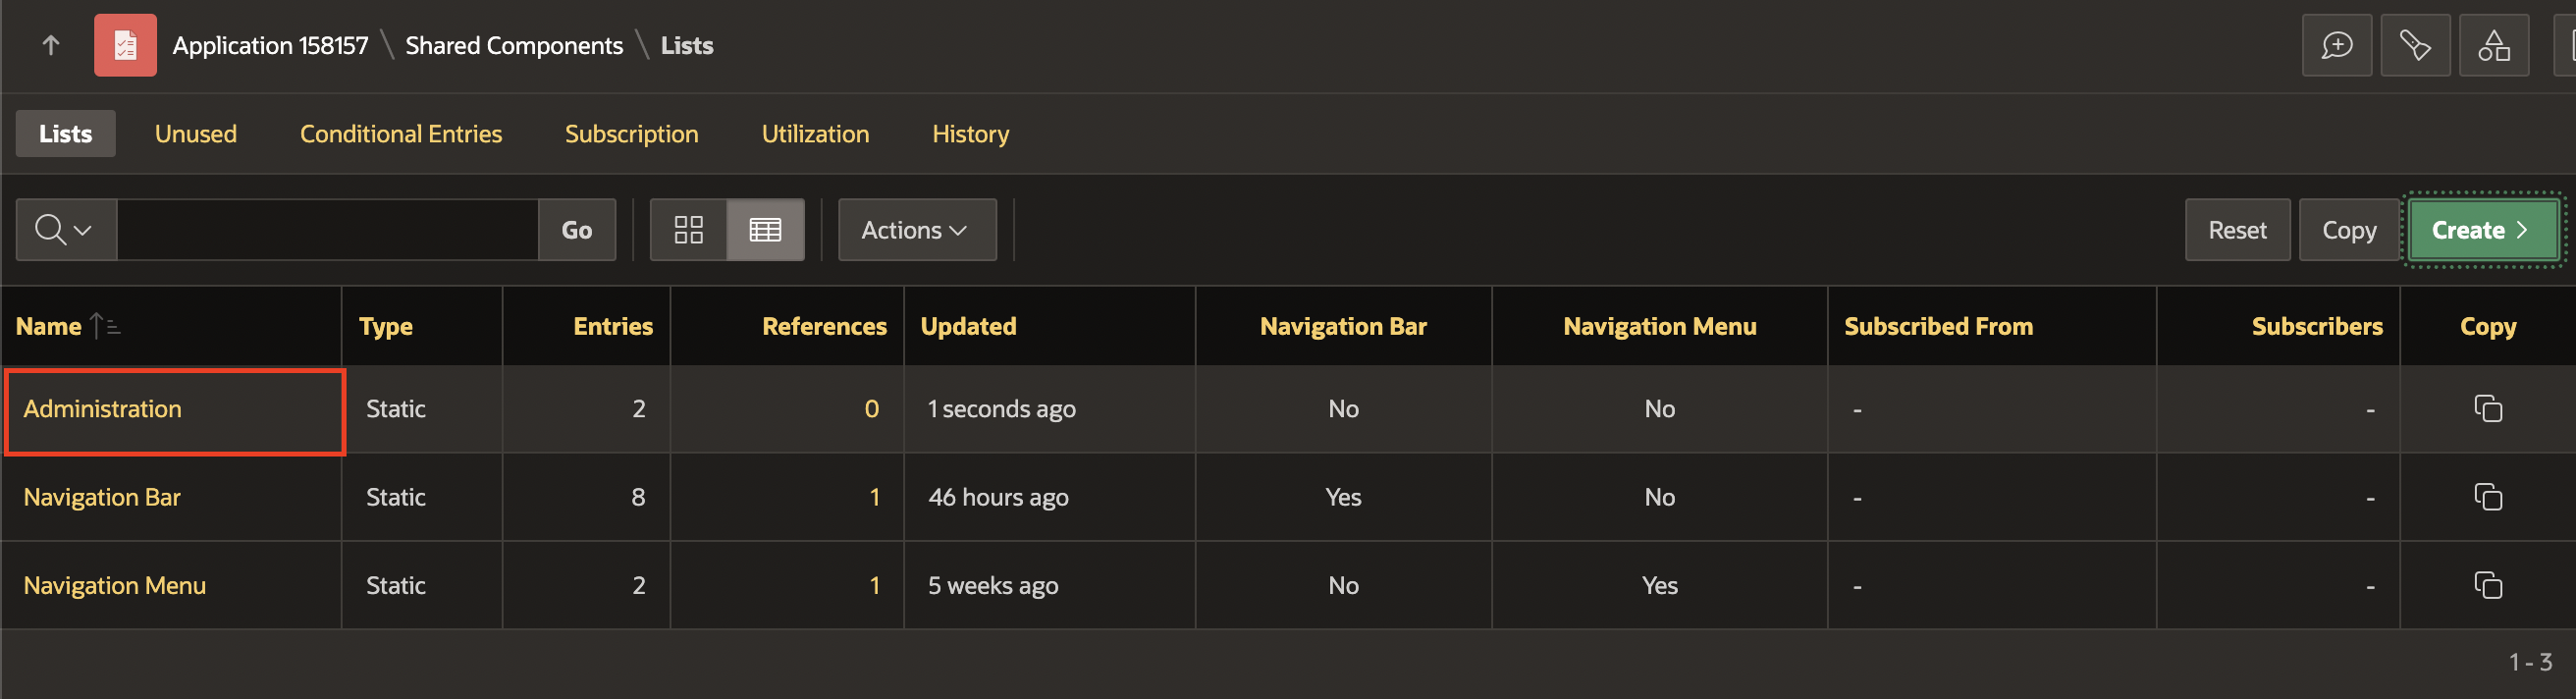 Application 158157 \ Shared Components \ Lists
Lists Unused Conditional Entries Subscription Utilization History
Go Actions Reset Copy Create
Name Type Entries References Updated Navigation Bar Navigation Menu Subscribed From Subscribers Copy
Administration Static 2 0 1 seconds ago No No - -
Navigation Bar Static 8 1 46 hours ago Yes No - -
Navigation Menu Static 2 1 5 weeks ago No Yes - -
1 - 3